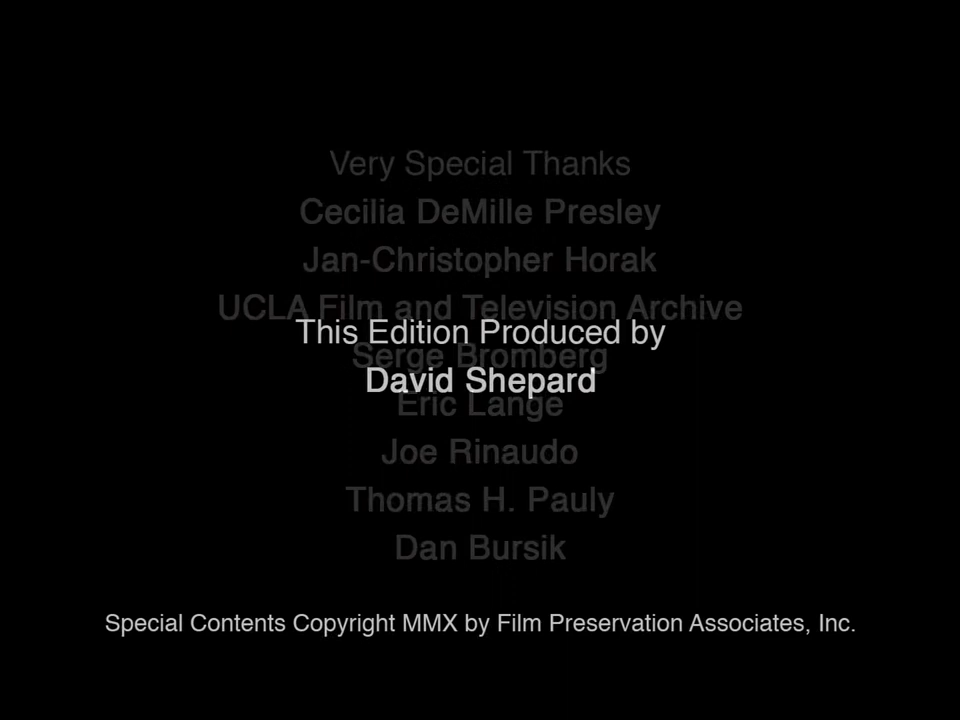 Very Special Thanks
Cecilia DeMille Presley
Jan-Christopher Horak
UCLA Film and Television Archive
This Edition Produced by
Serge Bromberg
David Shepard
Eric Lange
Joe Rinaudo
Thomas H. Pauly
Dan Bursik
Special Contents Copyright MMX by Film Preservation Associates, Inc.